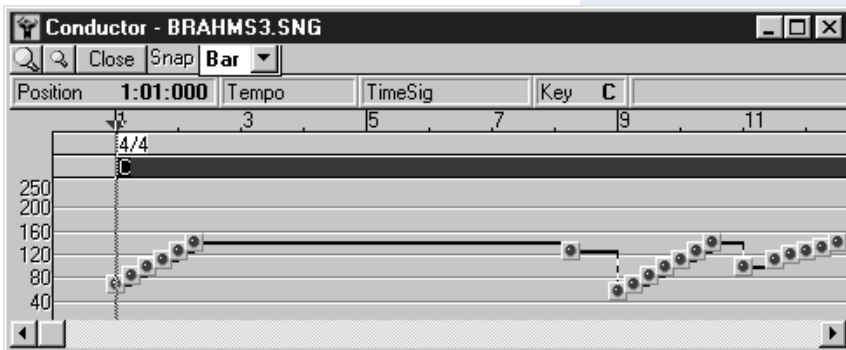 Conductor - BRAHMS3.SNG
Close Snap Bar
Position 1:01:000 Tempo TimeSig Key C
1 3 5 7 9 11
4/4
C
250
200
160
120
80
40